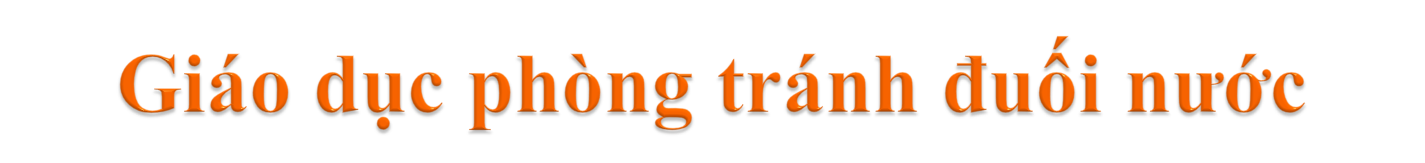 Giáo dục phòng tránh đuối nước